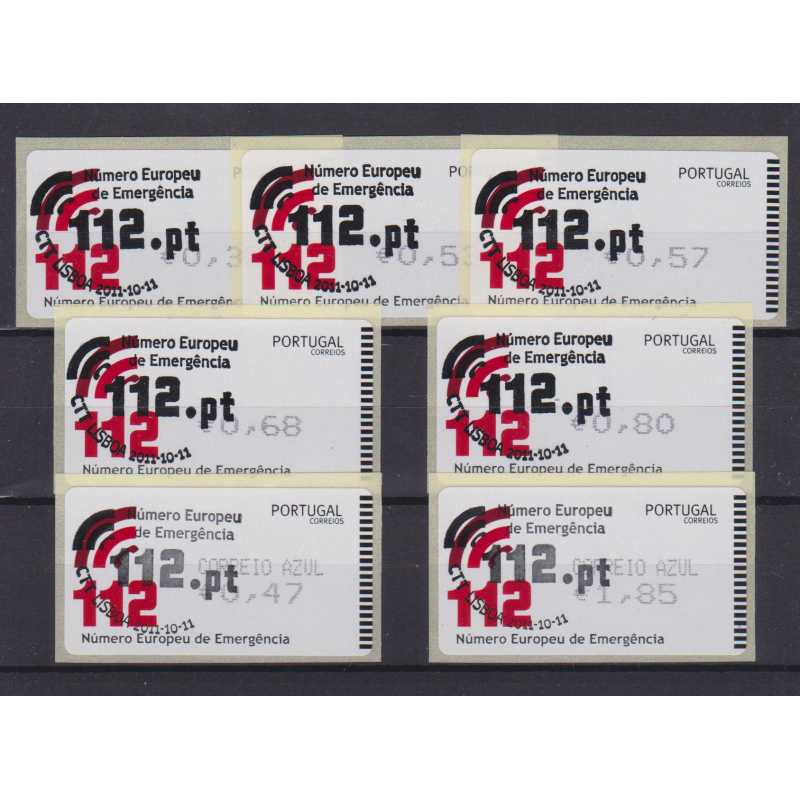 Número Europeu
de Emergência
112.pt
€0,3
112
CTT LISBOA 2011-10-11
Número Europeu de Emergência
Número Europeu
de Emergência
112.pt
€0,53
112
CTT LISBOA 2011-10-11
Número Europeu de Emergência
Número Europeu
de Emergência
PORTUGAL
CORREIOS
112.pt
€0,57
112
CTT LISBOA 2011-10-11
Número Europeu de Emergência
Número Europeu
de Emergência
PORTUGAL
CORREIOS
112.pt
€0,68
112
CTT LISBOA 2011-10-11
Número Europeu de Emergência
Número Europeu
de Emergência
PORTUGAL
CORREIOS
112.pt
€0,80
112
CTT LISBOA 2011-10-11
Número Europeu de Emergência
Número Europeu
de Emergência
PORTUGAL
CORREIOS
112.pt
CORREIO AZUL
€0,47
112
CTT LISBOA 2011-10-11
Número Europeu de Emergência
Número Europeu
de Emergência
PORTUGAL
CORREIOS
112.pt
CORREIO AZUL
€1,85
112
CTT LISBOA 2011-10-11
Número Europeu de Emergência